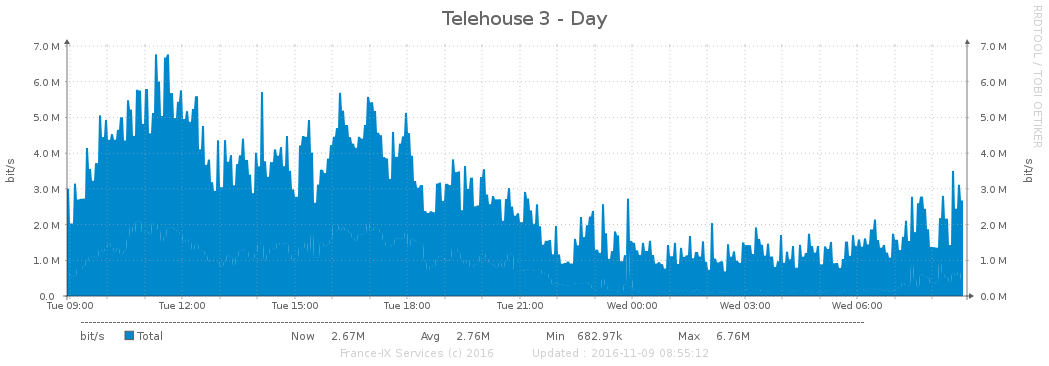 Telehouse 3 - Day
RRDTOOL / TOBI OETIKER
7.0 M 7.0 M
6.0 M 6.0 M
5.0 M 5.0 M
4.0 M 4.0 M
bit/s bit/s
3.0 M 3.0 M
2.0 M 2.0 M
1.0 M 1.0 M
0.0 0.0 M
Tue 09:00 Tue 12:00 Tue 15:00 Tue 18:00 Tue 21:00 Wed 00:00 Wed 03:00 Wed 06:00
bit/s Total Now 2.67M Avg 2.76M Min 682.97k Max 6.76M
France-IX Services (c) 2016 Updated : 2016-11-09 08:55:12